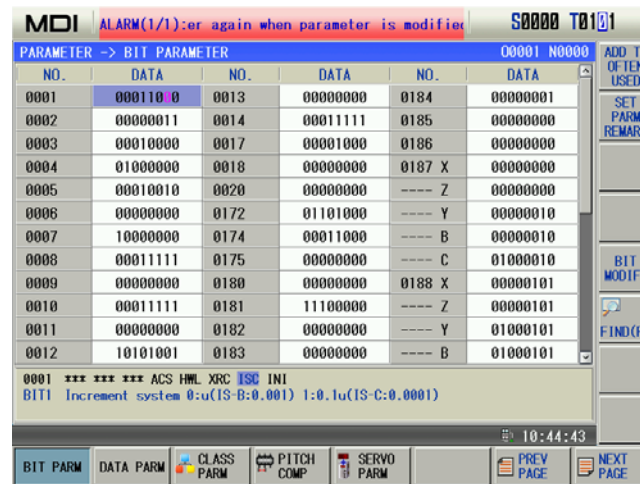 MDI ALARM(1/1):er again when parameter is modified S0000 T0101
PARAMETER -> BIT PARAMETER O0001 N0000
NO. DATA NO. DATA NO. DATA
0001 00011000 0013 00000000 0184 00000001
0002 00000011 0014 00011111 0185 00000000
0003 00010000 0017 00001000 0186 00000000
0004 01000000 0018 00000000 0187 X 00000000
0005 00010010 0020 00000000 ---- Z 00000000
0006 00000000 0172 01101000 ---- Y 00000010
0007 10000000 0174 00011000 ---- B 00000010
0008 00011111 0175 00000000 ---- C 01000010
0009 00000000 0180 00000000 0188 X 00000101
0010 00011111 0181 11100000 ---- Z 00000101
0011 00000000 0182 00000000 ---- Y 01000101
0012 10101001 0183 00000000 ---- B 01000101
0001 *** *** *** ACS HWL XRC ISC INI
BIT1 Increment system 0:u(IS-B:0.001) 1:0.1u(IS-C:0.0001)
10:44:43
ADD T
OFTEN
USED
SET
PARM
REMAR
BIT
MODIF
FIND(F
BIT PARM DATA PARM CLASS PARM PITCH COMP SERVO PARM PREV PAGE NEXT PAGE